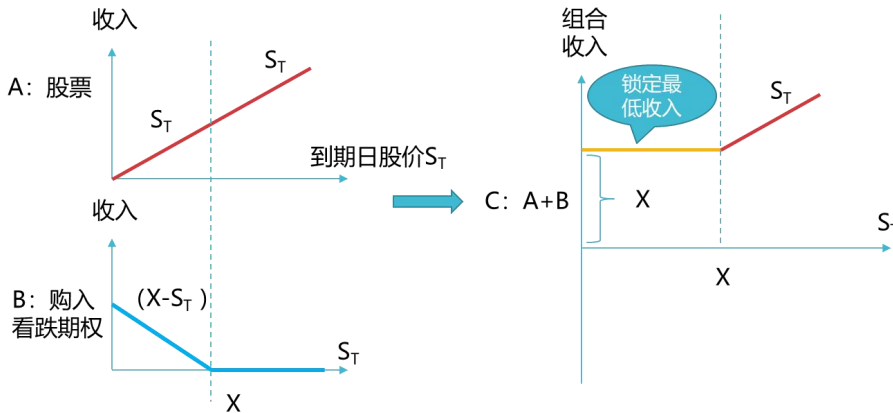 收入
A：股票
S_T
S_T
到期日股价S_T
收入
B：购入
看跌期权
(X-S_T )
S_T
X
组合
收入
锁定最
低收入
S_T
C：A+B
X
S_T
X